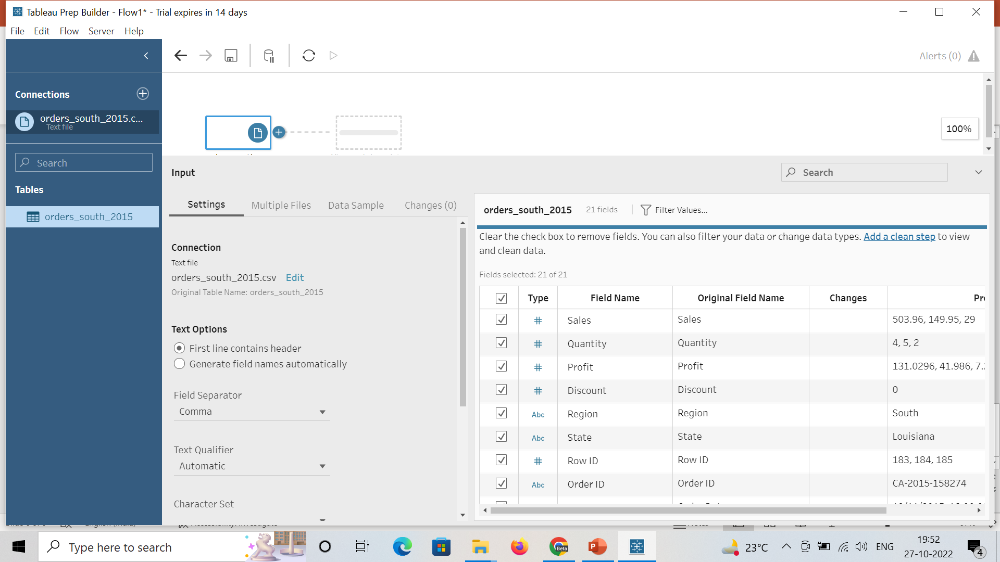 Tableau Prep Builder - Flow1* - Trial expires in 14 days
File Edit Flow Server Help
Alerts (0)
Connections
orders_south_2015.c...
Text file
100%
Search
Tables
orders_south_2015
Input
Search
Settings
Multiple Files
Data Sample
Changes (0)
Connection
Text file
orders_south_2015.csv Edit
Original Table Name: orders_south_2015
Text Options
First line contains header
Generate field names automatically
Field Separator
Comma
Text Qualifier
Automatic
Character Set
orders_south_2015 21 fields Filter Values...
Clear the check box to remove fields. You can also filter your data or change data types. Add a clean step to view
and clean data.
Fields selected: 21 of 21
Type Field Name Original Field Name Changes
# Sales Sales 503.96, 149.95, 29
# Quantity Quantity 4, 5, 2
# Profit Profit 131.0296, 41.986,
# Discount Discount 0
Abc Region Region South
Abc State State Louisiana
# Row ID Row ID 183, 184, 185
Abc Order ID Order ID CA-2015-158274
Type here to search
Beta
P
23°C
ENG
19:52
27-10-2022
4